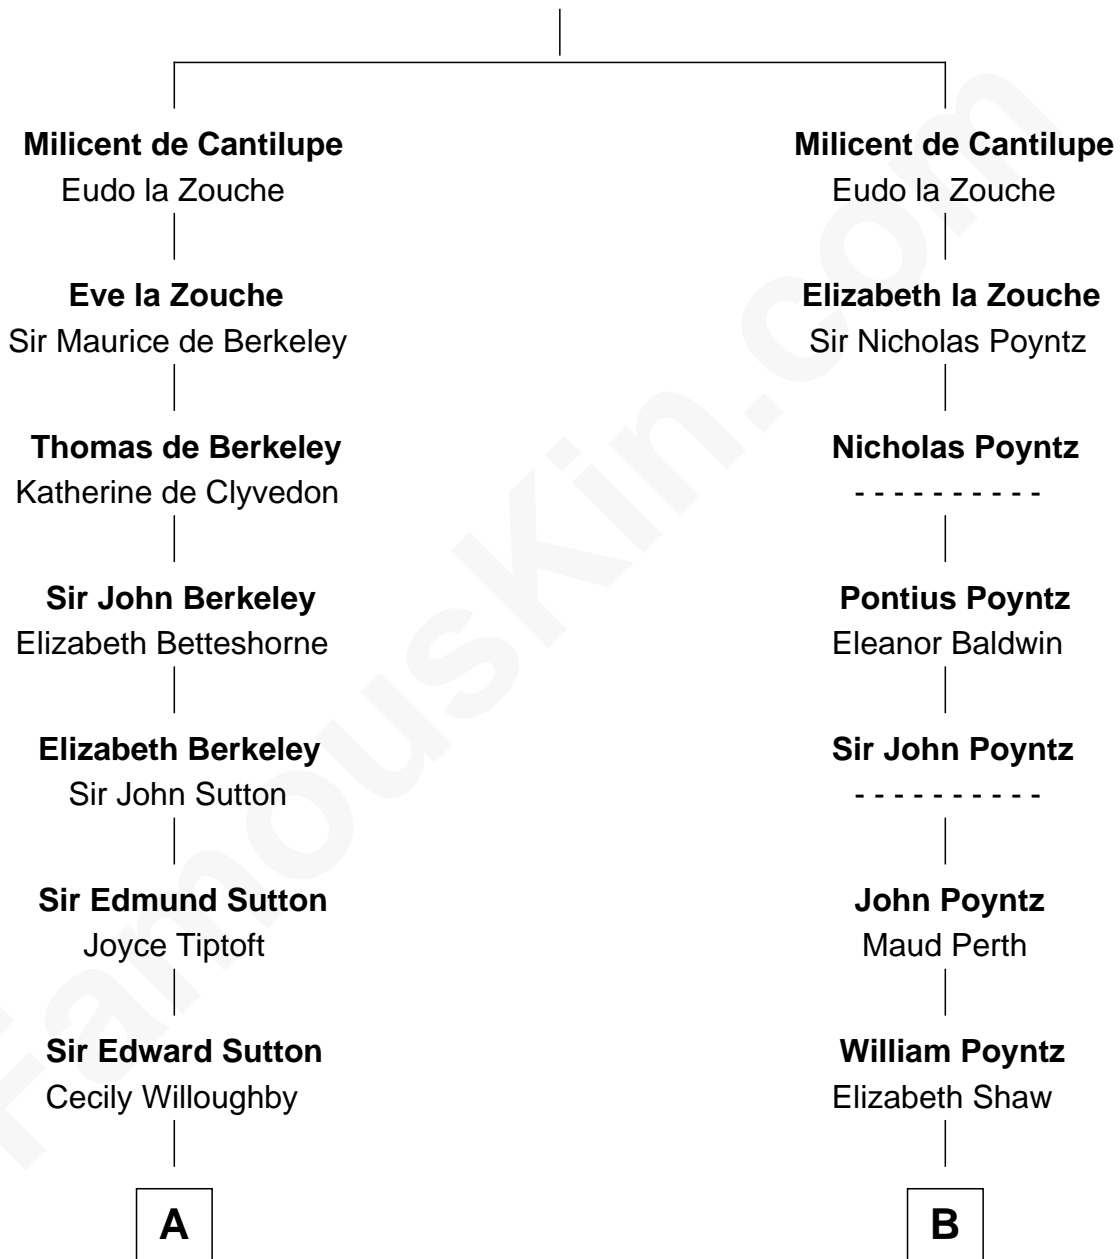 Milicent de Cantilupe
Eudo la Zouche
Eve la Zouche
Sir Maurice de Berkeley
Thomas de Berkeley
Katherine de Clyvedon
Sir John Berkeley
Elizabeth Betteshorne
Elizabeth Berkeley
Sir John Sutton
Sir Edmund Sutton
Joyce Tiptoft
Sir Edward Sutton
Cecily Willoughby
A
Milicent de Cantilupe
Eudo la Zouche
Elizabeth la Zouche
Sir Nicholas Poyntz
Nicholas Poyntz
- - - - - - - - - -
Pontius Poyntz
Eleanor Baldwin
Sir John Poyntz
- - - - - - - - - -
John Poyntz
Maud Perth
William Poyntz
Elizabeth Shaw
B
FamousKin.com